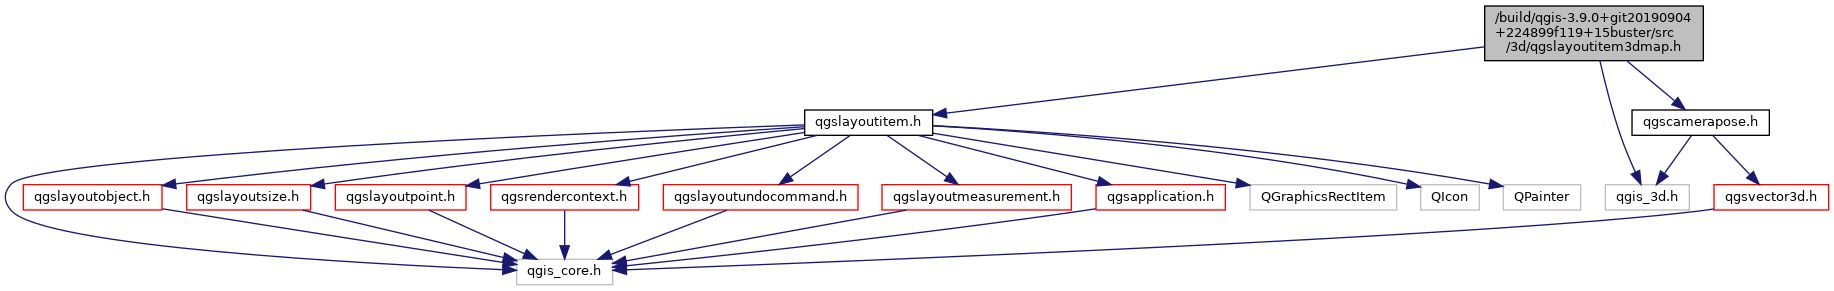 /build/qgis-3.9.0+git20190904
+224899f119+15buster/src
/3d/qgslayoutitem3dmap.h
qgslayoutitem.h
qgscamerapose.h
qgslayoutobject.h
qgslayoutsize.h
qgslayoutpoint.h
qgsrendercontext.h
qgslayoutundocommand.h
qgslayoutmeasurement.h
qgsapplication.h
QGraphicsRectItem
QIcon
QPainter
qgis_3d.h
qgsvector3d.h
qgis_core.h